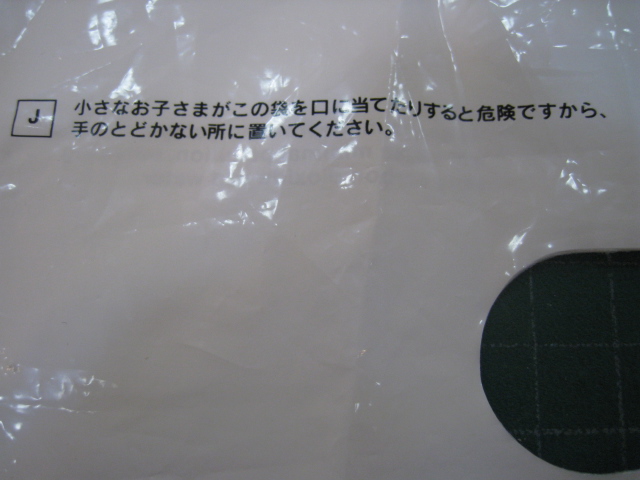 J 小さなお子さまがこの袋を口に当てたりすると危険ですから、
手のとどかない所に置いてください。